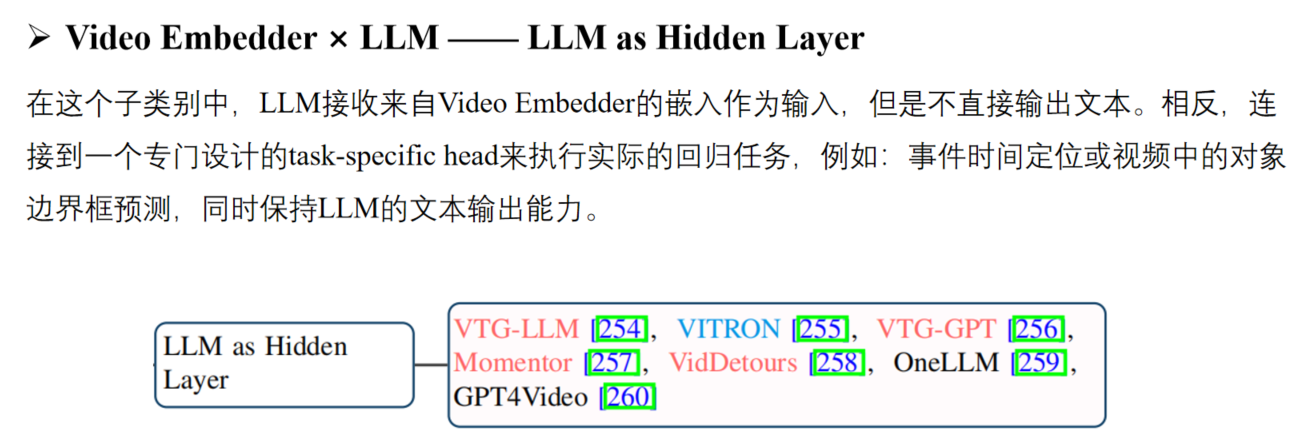 ➢ Video Embedder × LLM —— LLM as Hidden Layer
在这个子类别中，LLM接收来自Video Embedder的嵌入作为输入，但是不直接输出文本。相反，连
接到一个专门设计的task-specific head来执行实际的回归任务，例如：事件时间定位或视频中的对象
边界框预测，同时保持LLM的文本输出能力。
LLM as Hidden
Layer
VTG-LLM [254], VITRON [255], VTG-GPT [256],
Momentor [257], VidDetours [258], OneLLM [259],
GPT4Video [260]